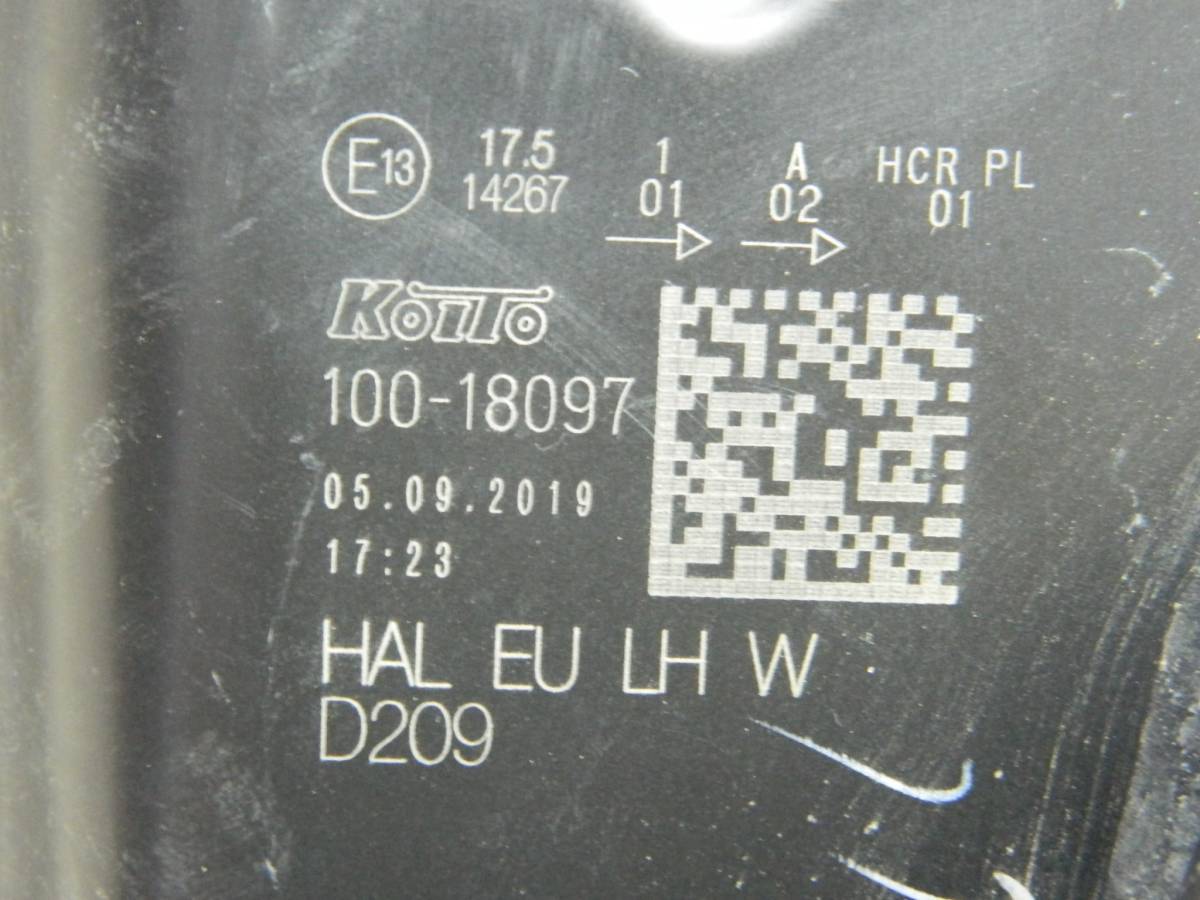 E13 17.5 1 A HCR PL
14267 01 02 01
KOITO
100-18097
05.09.2019
17:23
HAL EU LH W
D209